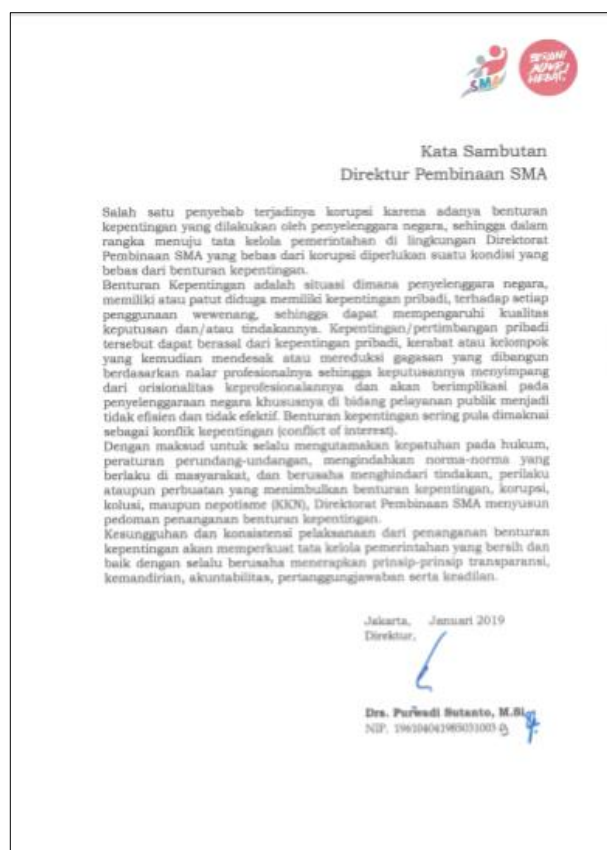 SMA
BERANI
HEBAT!
Kata Sambutan
Direktur Pembinaan SMA
Salah satu penyebab terjadinya korupsi karena adanya benturan
kepentingan yang dilakukan oleh penyelenggara negara, sehingga dalam
rangka menuju tata kelola pemerintahan di lingkungan Direktorat
Pembinaan SMA yang bebas dari korupsi diperlukan suatu kondisi yang
bebas dari benturan kepentingan.
Benturan Kepentingan adalah situasi dimana penyelenggara negara,
memiliki atau patut diduga memiliki kepentingan pribadi, terhadap setiap
penggunaan wewenang, sehingga dapat mempengaruhi kualitas
keputusan dan/atau tindakannya. Kepentingan/pertimbangan pribadi
tersebut dapat berasal dari kepentingan pribadi, kerabat atau kelompok
yang kemudian mendesak atau mereduksi gagasan yang dibangun
berdasarkan nalar profesionalnya sehingga keputusannya menyimpang
dari orisionalitas keprofesionalannya dan akan berimplikasi pada
penyelenggaraan negara khususnya di bidang pelayanan publik menjadi
tidak efisien dan tidak efektif. Benturan kepentingan sering pula dimaknai
sebagai konflik kepentingan (conflict of interest).
Dengan maksud untuk selalu mengutamakan kepatuhan pada hukum,
peraturan perundang-undangan, mengindahkan norma-norma yang
berlaku di masyarakat, dan berusaha menghindari tindakan, perilaku
ataupun perbuatan yang menimbulkan benturan kepentingan, korupsi,
kolusi, maupun nepotisme (KKN), Direktorat Pembinaan SMA menyusun
pedoman penanganan benturan kepentingan.
Kesungguhan dan konsistensi pelaksanaan dari penanganan benturan
kepentingan akan memperkuat tata kelola pemerintahan yang bersih dan
baik dengan selalu berusaha menerapkan prinsip-prinsip transparansi,
kemandirian, akuntabilitas, pertanggungjawaban serta keadilan.
Jakarta, Januari 2019
Direktur,
Drs. Purwadi Sutanto, M.Si
NIP. 196104041985031003